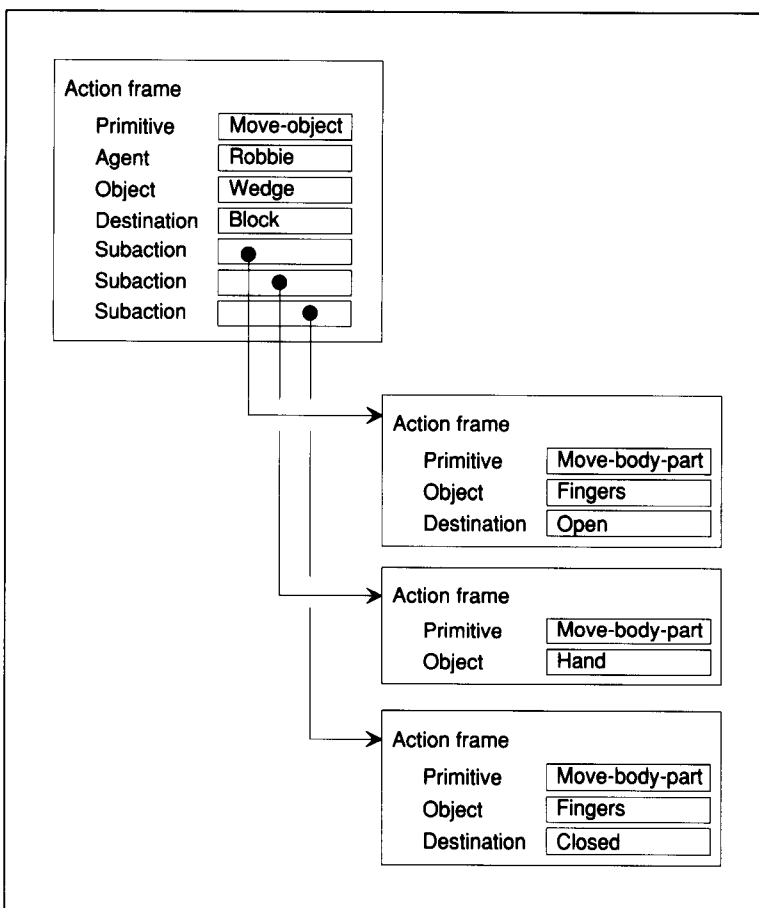 Action frame
Primitive Move-object
Agent Robbie
Object Wedge
Destination Block
Subaction
Subaction
Subaction
Action frame
Primitive Move-body-part
Object Fingers
Destination Open
Action frame
Primitive Move-body-part
Object Hand
Action frame
Primitive Move-body-part
Object Fingers
Destination Closed